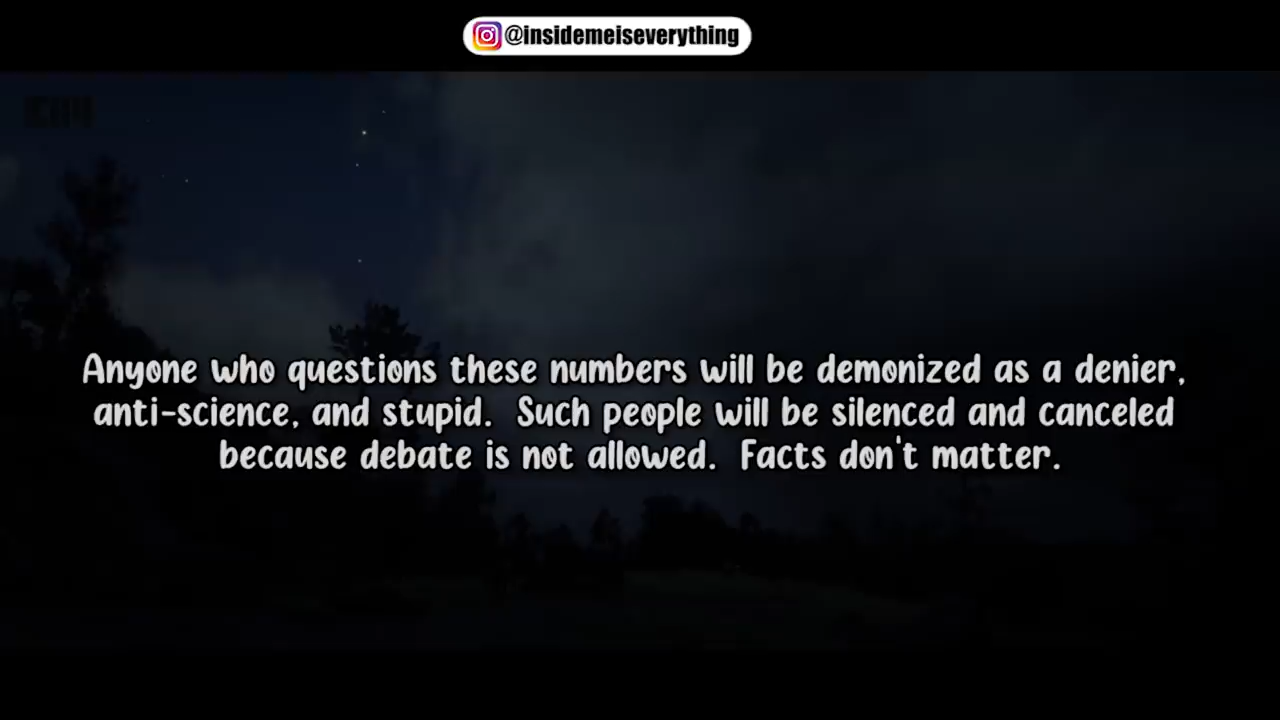 @insidemeiseverything
Anyone who questions these numbers will be demonized as a denier,
anti-science, and stupid.  Such people will be silenced and canceled
because debate is not allowed.  Facts don't matter.